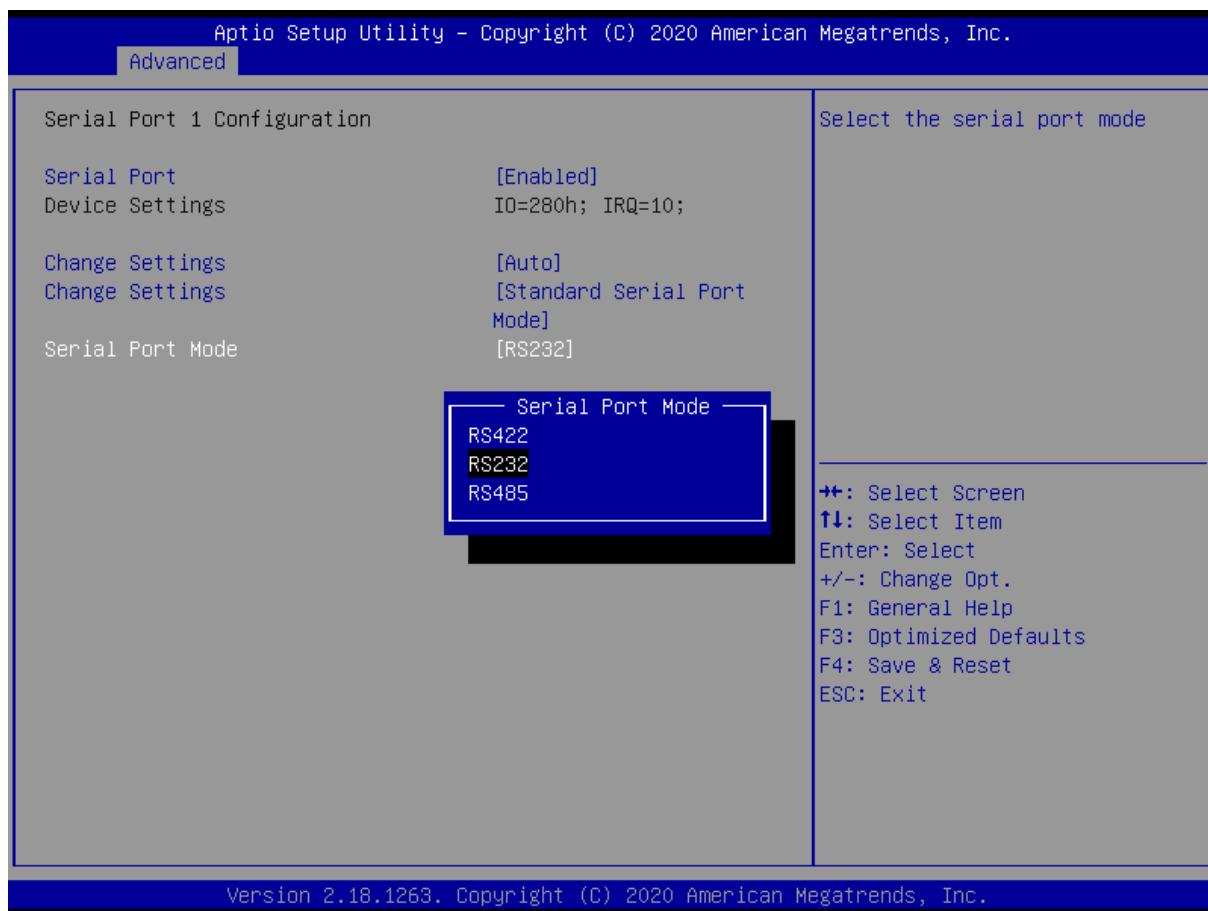 Aptio Setup Utility – Copyright (C) 2020 American Megatrends, Inc.
Advanced
Serial Port 1 Configuration
Serial Port [Enabled]
Device Settings IO=280h; IRQ=10;
Change Settings [Auto]
Change Settings [Standard Serial Port
Mode]
Serial Port Mode [RS232]
Serial Port Mode
RS422
RS232
RS485
Select the serial port mode
→←: Select Screen
↑↓: Select Item
Enter: Select
+/-: Change Opt.
F1: General Help
F3: Optimized Defaults
F4: Save & Reset
ESC: Exit
Version 2.18.1263. Copyright (C) 2020 American Megatrends, Inc.